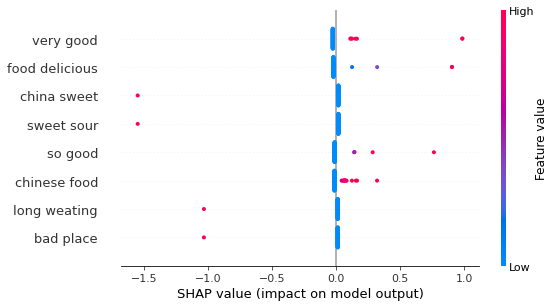 High
very good
food delicious
china sweet
sweet sour
so good
chinese food
long weating
bad place
Feature value
Low
−1.5 −1.0 −0.5 0.0 0.5 1.0
SHAP value (impact on model output)